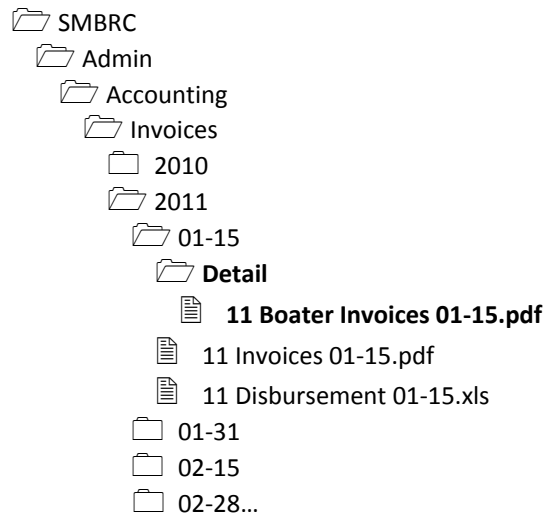 SMBRC
Admin
Accounting
Invoices
2010
2011
01-15
Detail
11 Boater Invoices 01-15.pdf
11 Invoices 01-15.pdf
11 Disbursement 01-15.xls
01-31
02-15
02-28…